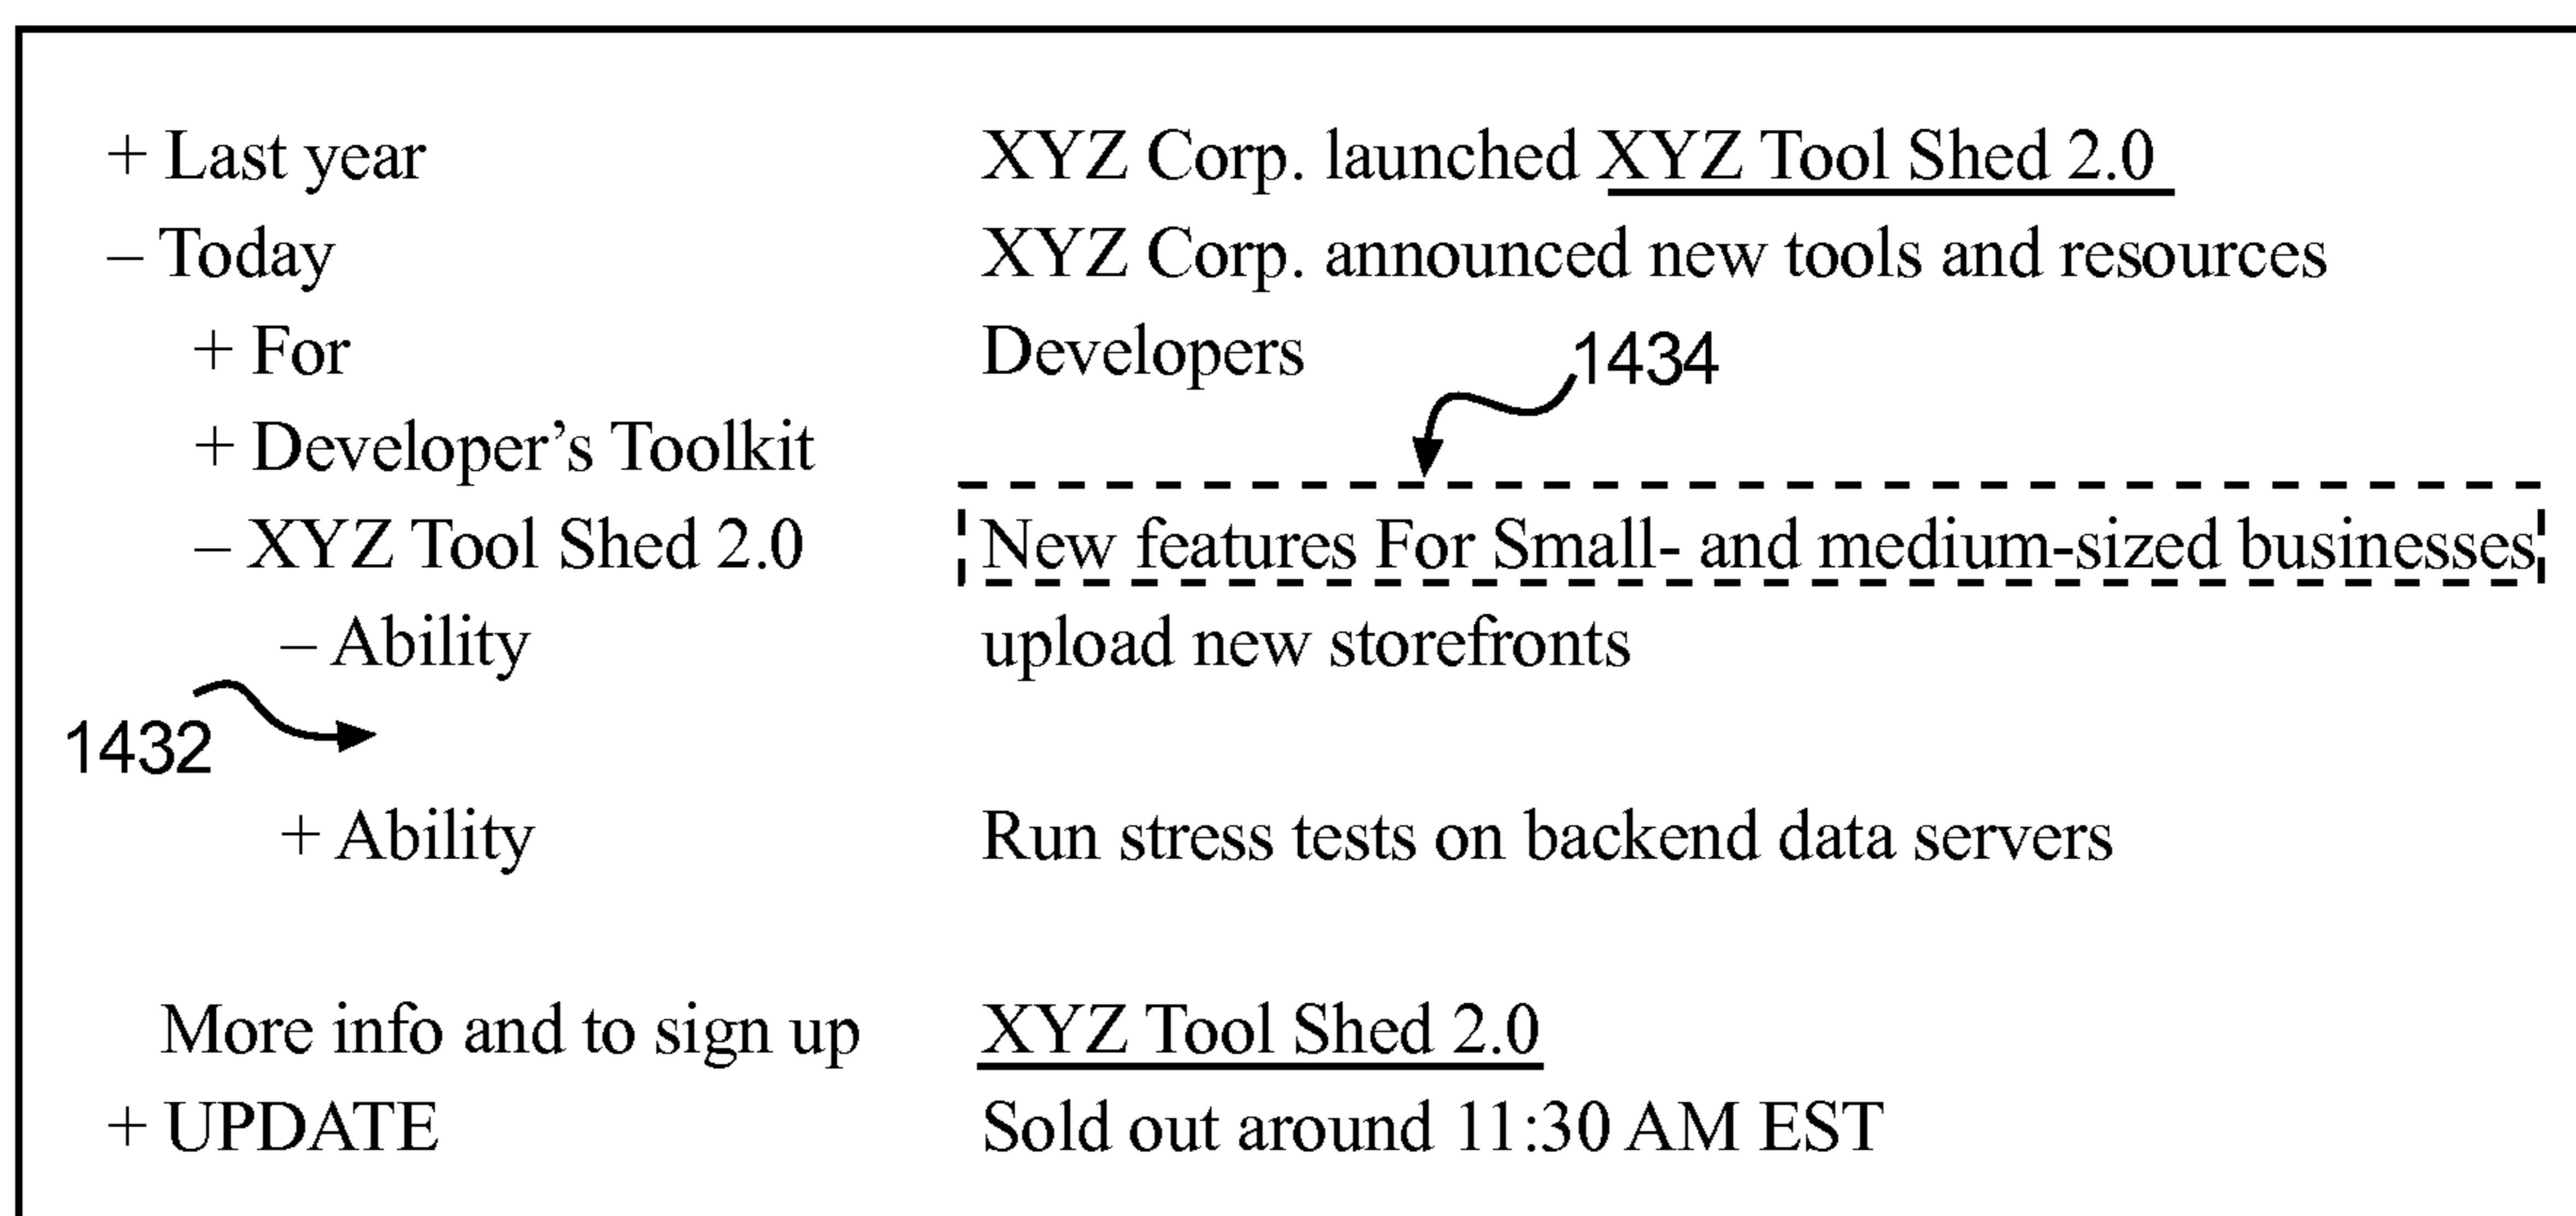 + Last year XYZ Corp. launched XYZ Tool Shed 2.0
– Today XYZ Corp. announced new tools and resources
+ For Developers 1434
+ Developer’s Toolkit
– XYZ Tool Shed 2.0 New features For Small- and medium-sized businesses
– Ability upload new storefronts
1432
+ Ability Run stress tests on backend data servers
More info and to sign up XYZ Tool Shed 2.0
+ UPDATE Sold out around 11:30 AM EST